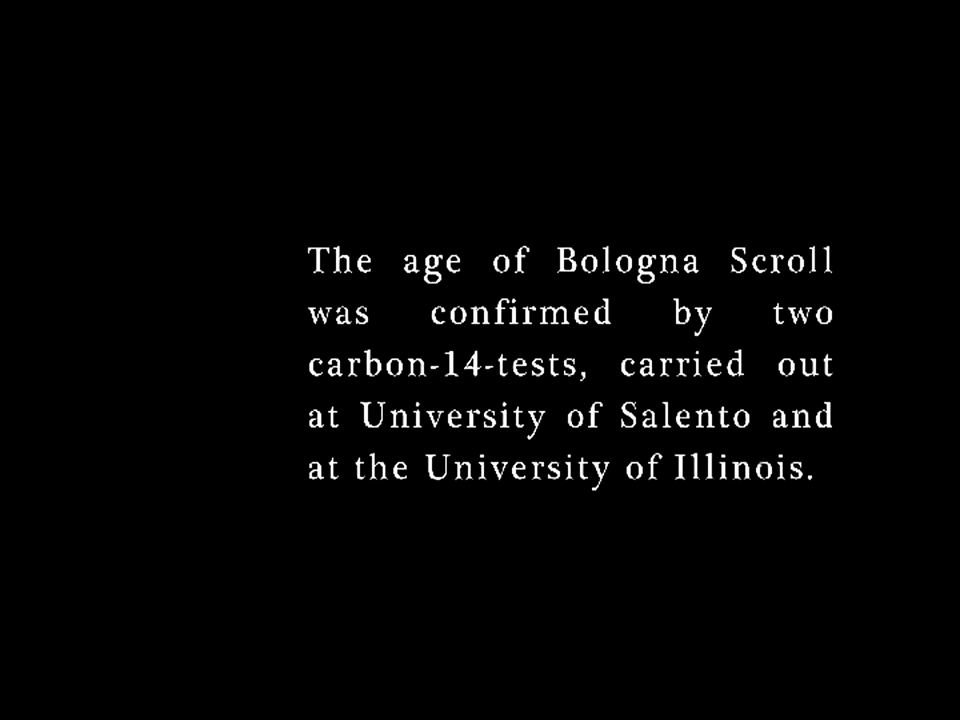 The age of Bologna Scroll
was confirmed by two
carbon-14-tests, carried out
at University of Salento and
at the University of Illinois.